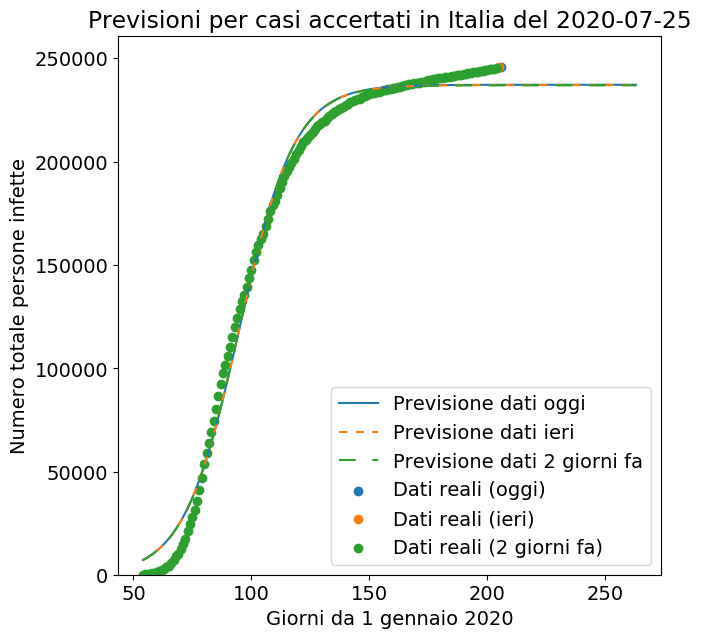 Previsioni per casi accertati in Italia del 2020-07-25
Numero totale persone infette
250000
200000
150000
100000
50000
0
50
100
150
200
250
Giorni da 1 gennaio 2020
Previsione dati oggi
Previsione dati ieri
Previsione dati 2 giorni fa
Dati reali (oggi)
Dati reali (ieri)
Dati reali (2 giorni fa)